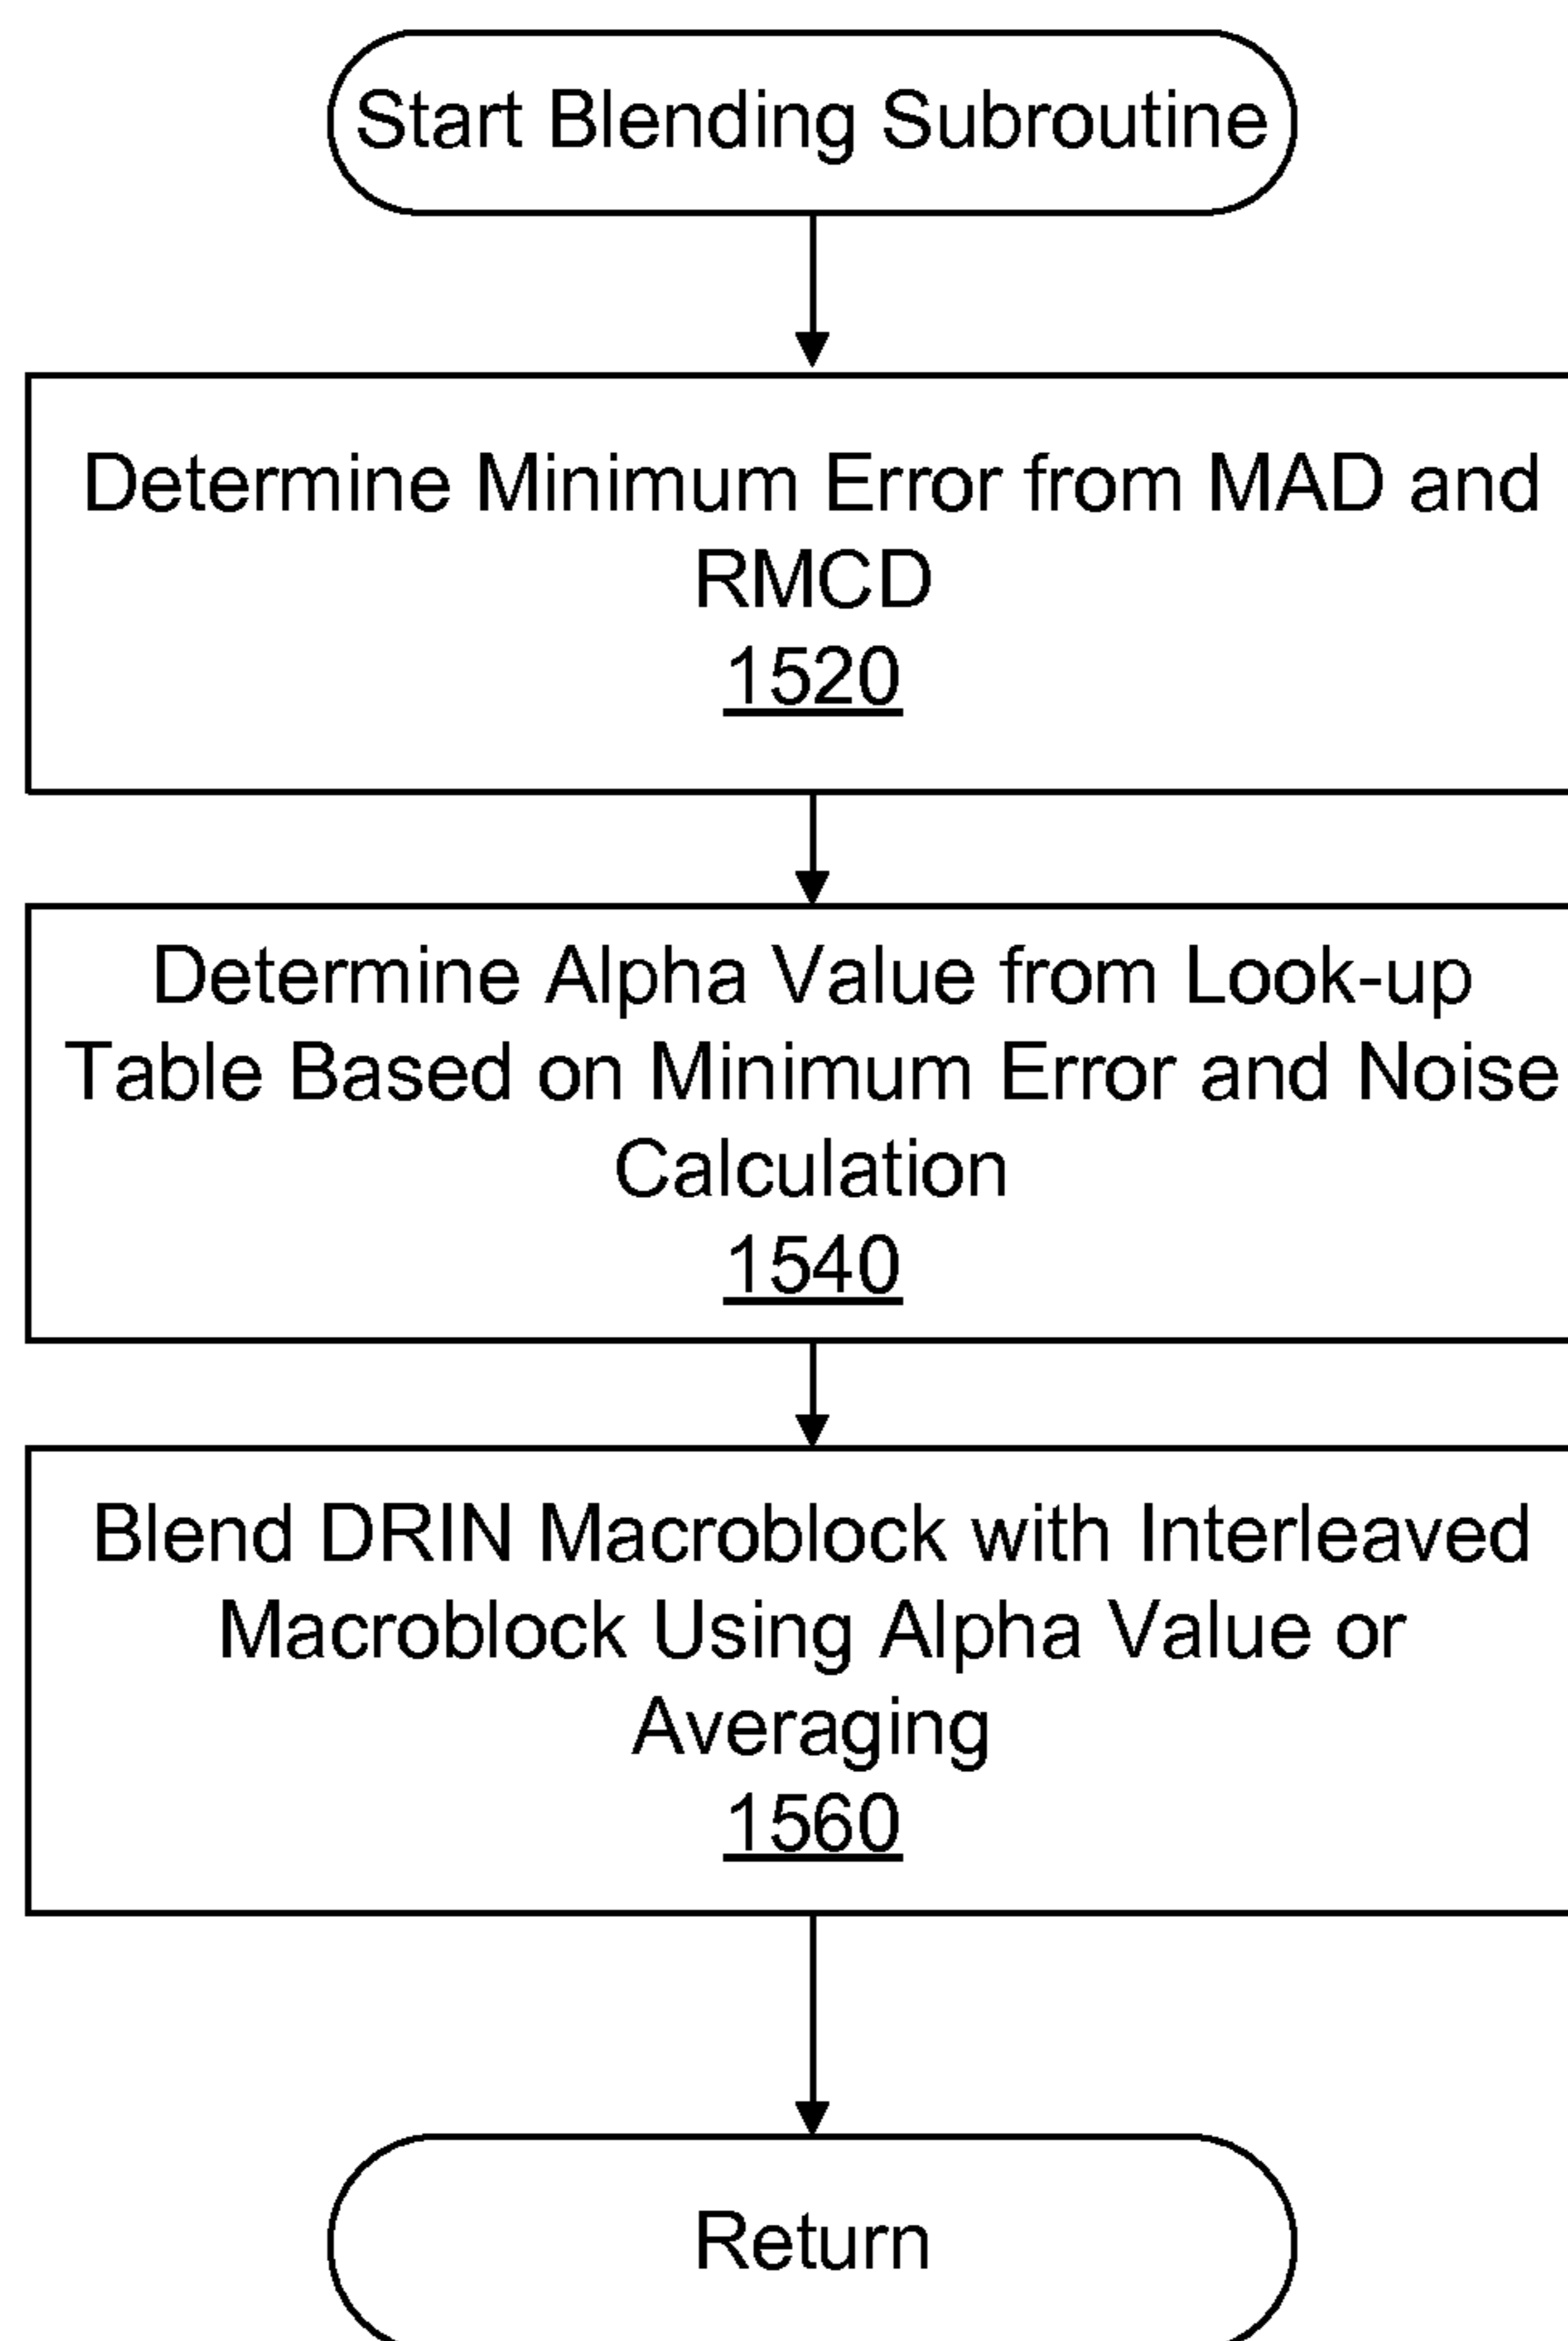 Start Blending Subroutine
Determine Minimum Error from MAD and
RMCD
1520
Determine Alpha Value from Look-up
Table Based on Minimum Error and Noise
Calculation
1540
Blend DRIN Macroblock with Interleaved
Macroblock Using Alpha Value or
Averaging
1560
Return